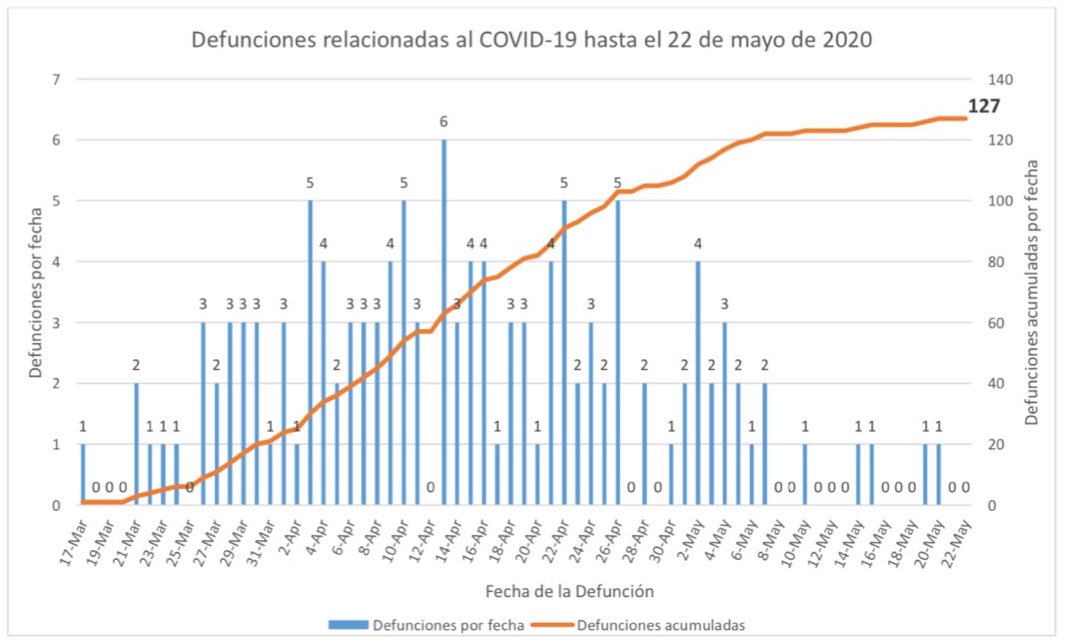 Defunciones relacionadas al COVID-19 hasta el 22 de mayo de 2020
7
6
5
4
3
2
1
0
Defunciones por fecha
140
120
100
80
60
40
20
0
Defunciones acumuladas por fecha
127
1 0 0 0 2 1 1 1 0 3 2 3 3 3 1 3 1 5 4 2 3 3 3 4 5 3 0 6 3 4 4 1 3 3 1 4 5 2 3 2 5 0 2 0 1 2 4 2 3 2 1 2 0 0 1 0 0 0 1 1 0 0 0 1 1 0 0
17-Mar 19-Mar 21-Mar 23-Mar 25-Mar 27-Mar 29-Mar 31-Mar 2-Apr 4-Apr 6-Apr 8-Apr 10-Apr 12-Apr 14-Apr 16-Apr 18-Apr 20-Apr 22-Apr 24-Apr 26-Apr 28-Apr 30-Apr 2-May 4-May 6-May 8-May 10-May 12-May 14-May 16-May 18-May 20-May 22-May
Fecha de la Defunción
Defunciones por fecha Defunciones acumuladas